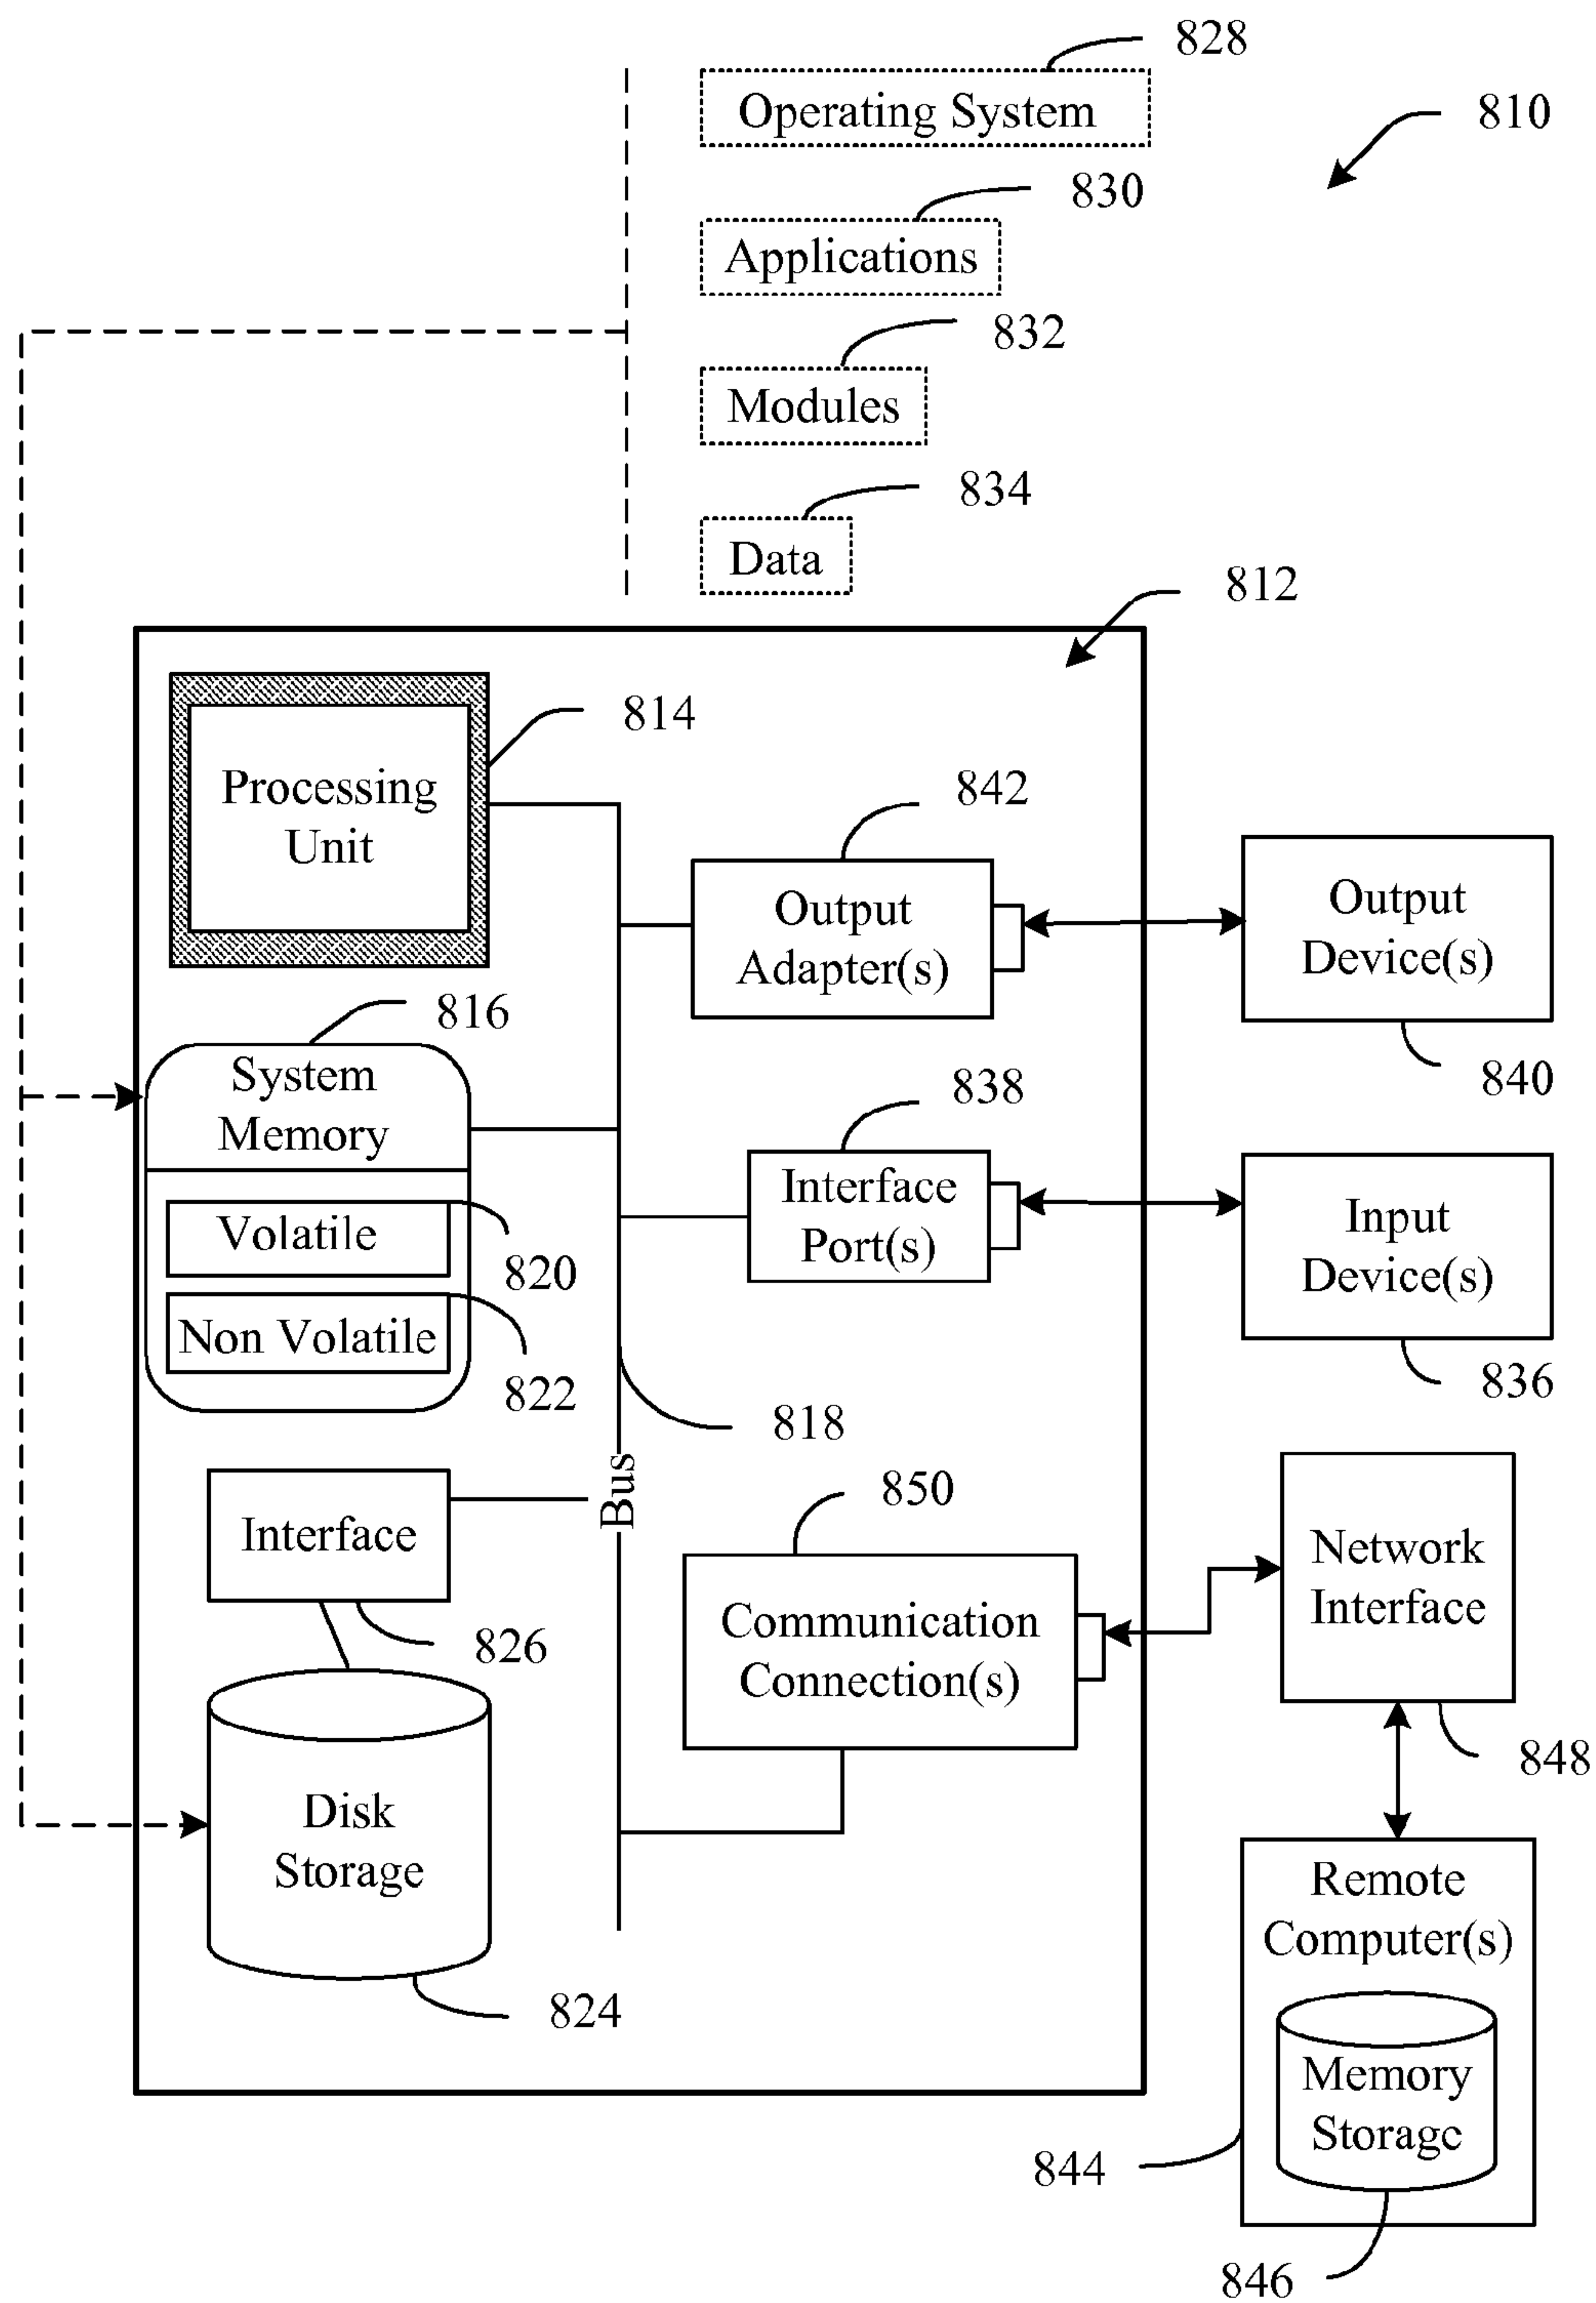 828
Operating System
810
830
Applications
832
Modules
834
Data
812
814
Processing
Unit
842
Output
Adapter(s)
Output
Device(s)
840
816
System
Memory
838
Interface
Port(s)
Input
Device(s)
836
Volatile
820
Non Volatile
822
818
Bus
850
Interface
826
Communication
Connection(s)
Network
Interface
848
Disk
Storage
824
Remote
Computer(s)
Memory
Storage
844
846